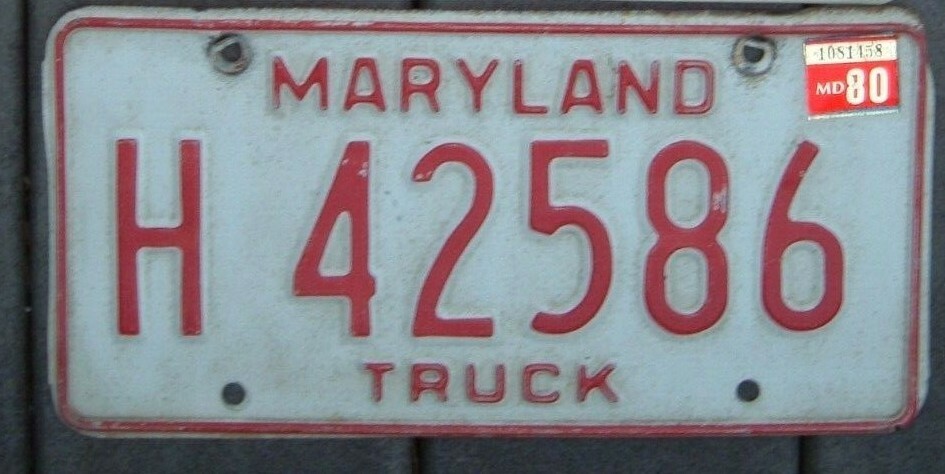 MARYLAND
1081458
MD 80
H 42586
TRUCK